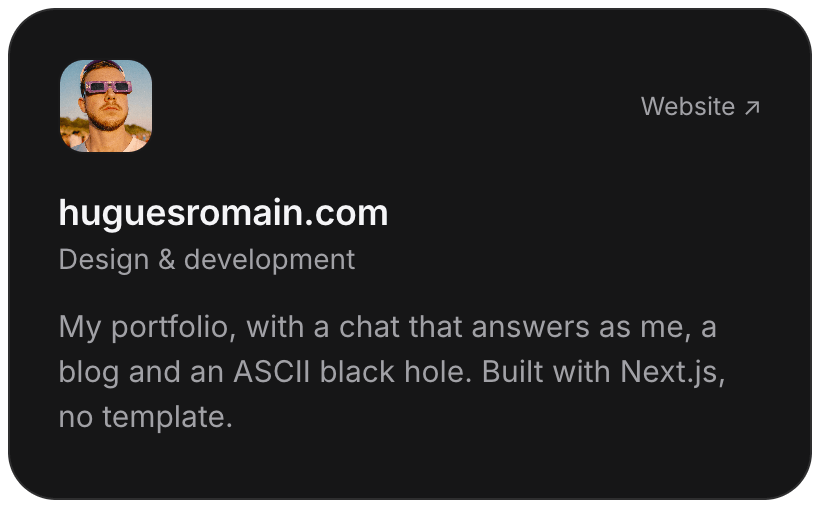 Website ↗
huguesromain.com
Design & development
My portfolio, with a chat that answers as me, a
blog and an ASCII black hole. Built with Next.js,
no template.